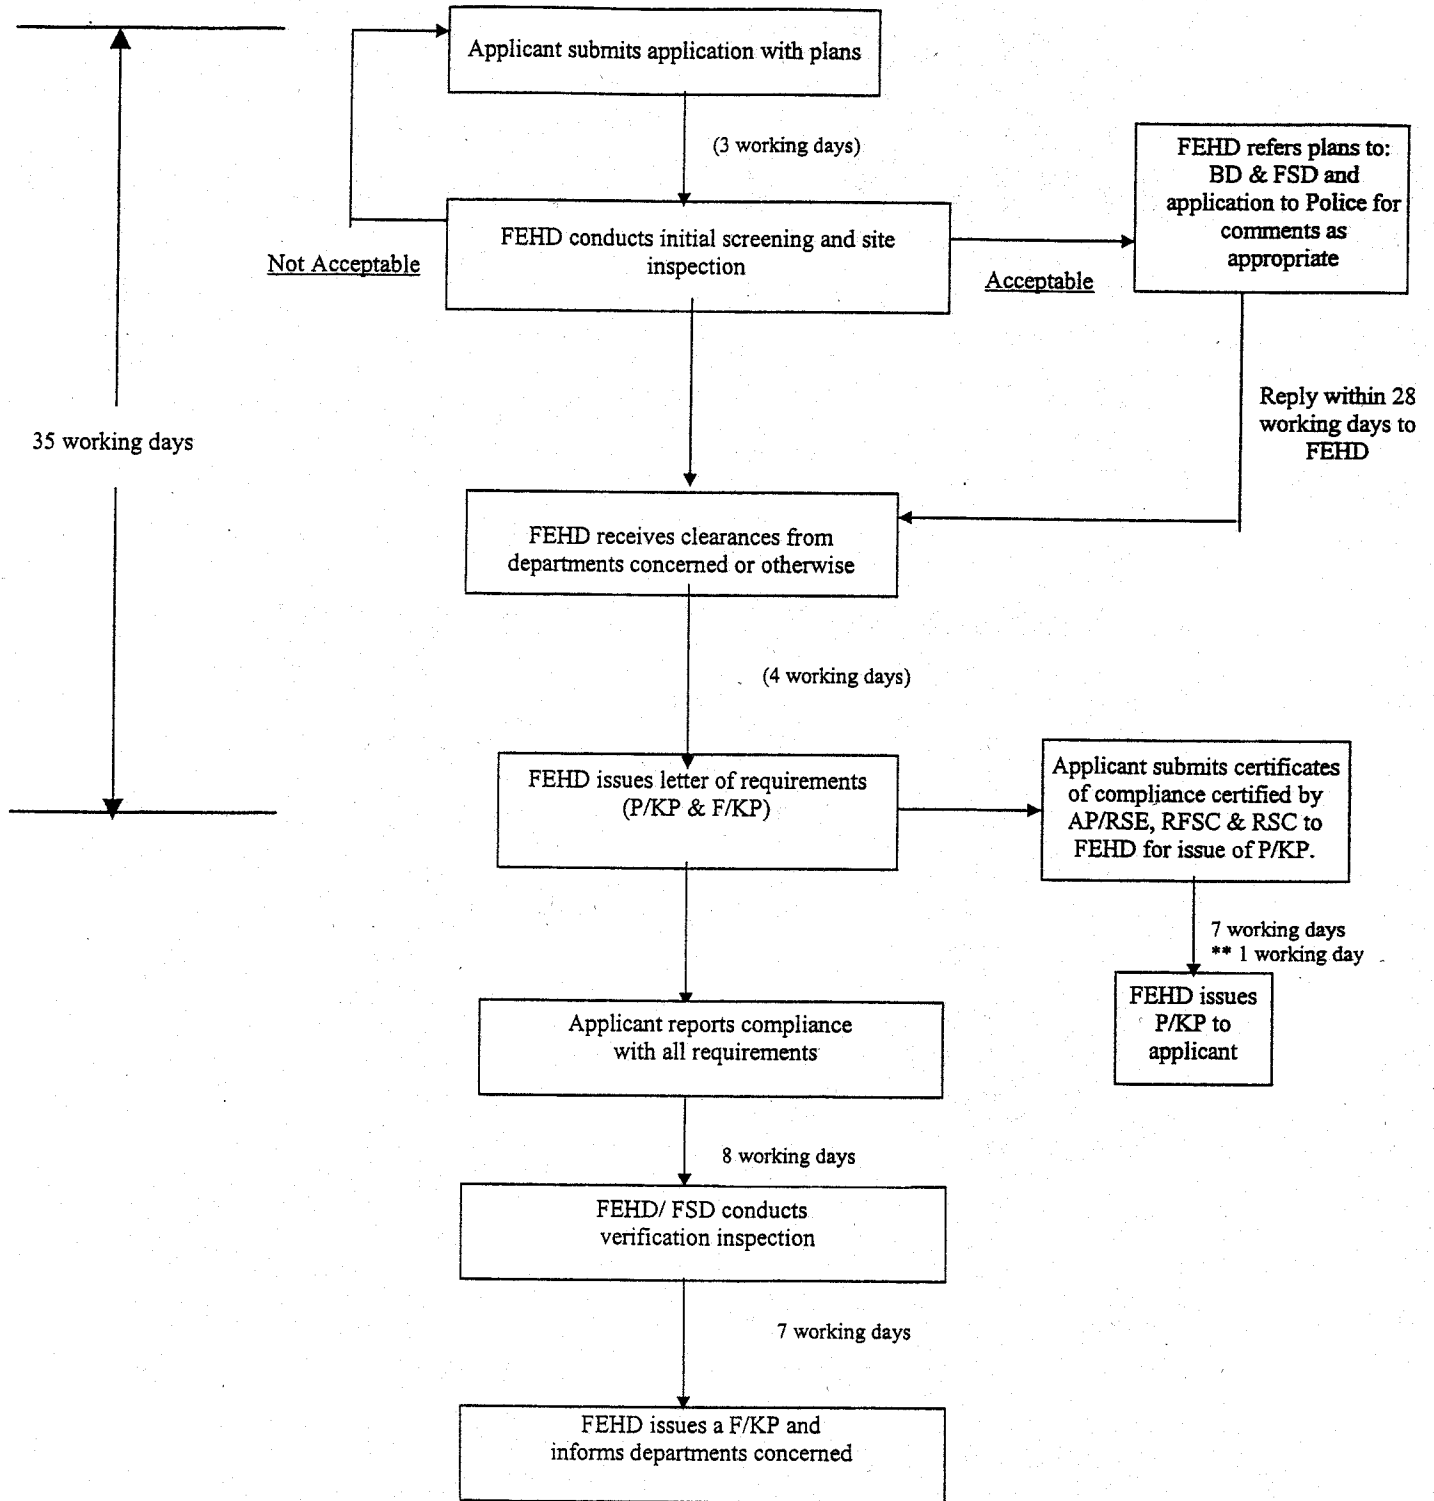 Applicant submits application with plans
(3 working days)
FEHD refers plans to:
BD & FSD and
application to Police for
comments as
appropriate
FEHD conducts initial screening and site
inspection
Not Acceptable
Acceptable
Reply within 28
working days to
FEHD
35 working days
FEHD receives clearances from
departments concerned or otherwise
(4 working days)
FEHD issues letter of requirements
(P/KP & F/KP)
Applicant submits certificates
of compliance certified by
AP/RSE, RFSC & RSC to
FEHD for issue of P/KP.
7 working days
** 1 working day
FEHD issues
P/KP to
applicant
Applicant reports compliance
with all requirements
8 working days
FEHD/ FSD conducts
verification inspection
7 working days
FEHD issues a F/KP and
informs departments concerned